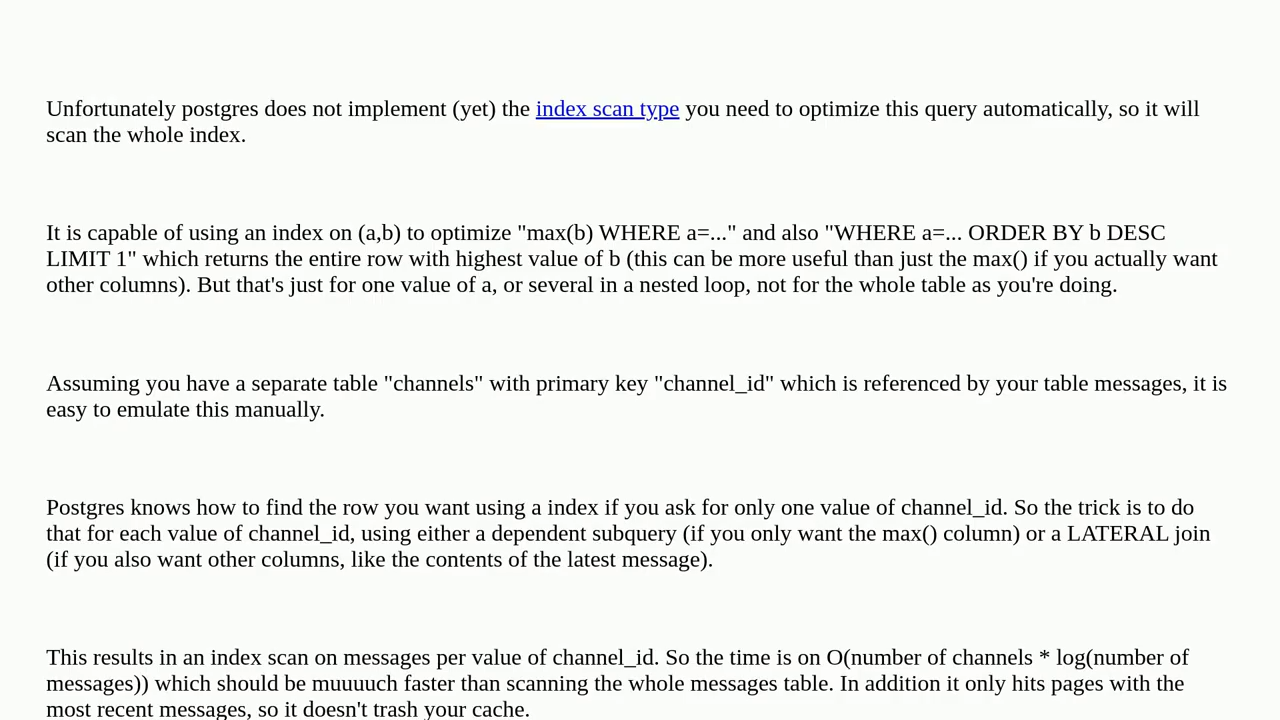 Unfortunately postgres does not implement (yet) the index scan type you need to optimize this query automatically, so it will
scan the whole index.
It is capable of using an index on (a,b) to optimize "max(b) WHERE a=..." and also "WHERE a=... ORDER BY b DESC
LIMIT 1" which returns the entire row with highest value of b (this can be more useful than just the max() if you actually want
other columns). But that's just for one value of a, or several in a nested loop, not for the whole table as you're doing.
Assuming you have a separate table "channels" with primary key "channel_id" which is referenced by your table messages, it is
easy to emulate this manually.
Postgres knows how to find the row you want using a index if you ask for only one value of channel_id. So the trick is to do
that for each value of channel_id, using either a dependent subquery (if you only want the max() column) or a LATERAL join
(if you also want other columns, like the contents of the latest message).
This results in an index scan on messages per value of channel_id. So the time is on O(number of channels * log(number of
messages)) which should be muuuuch faster than scanning the whole messages table. In addition it only hits pages with the
most recent messages, so it doesn't trash your cache.